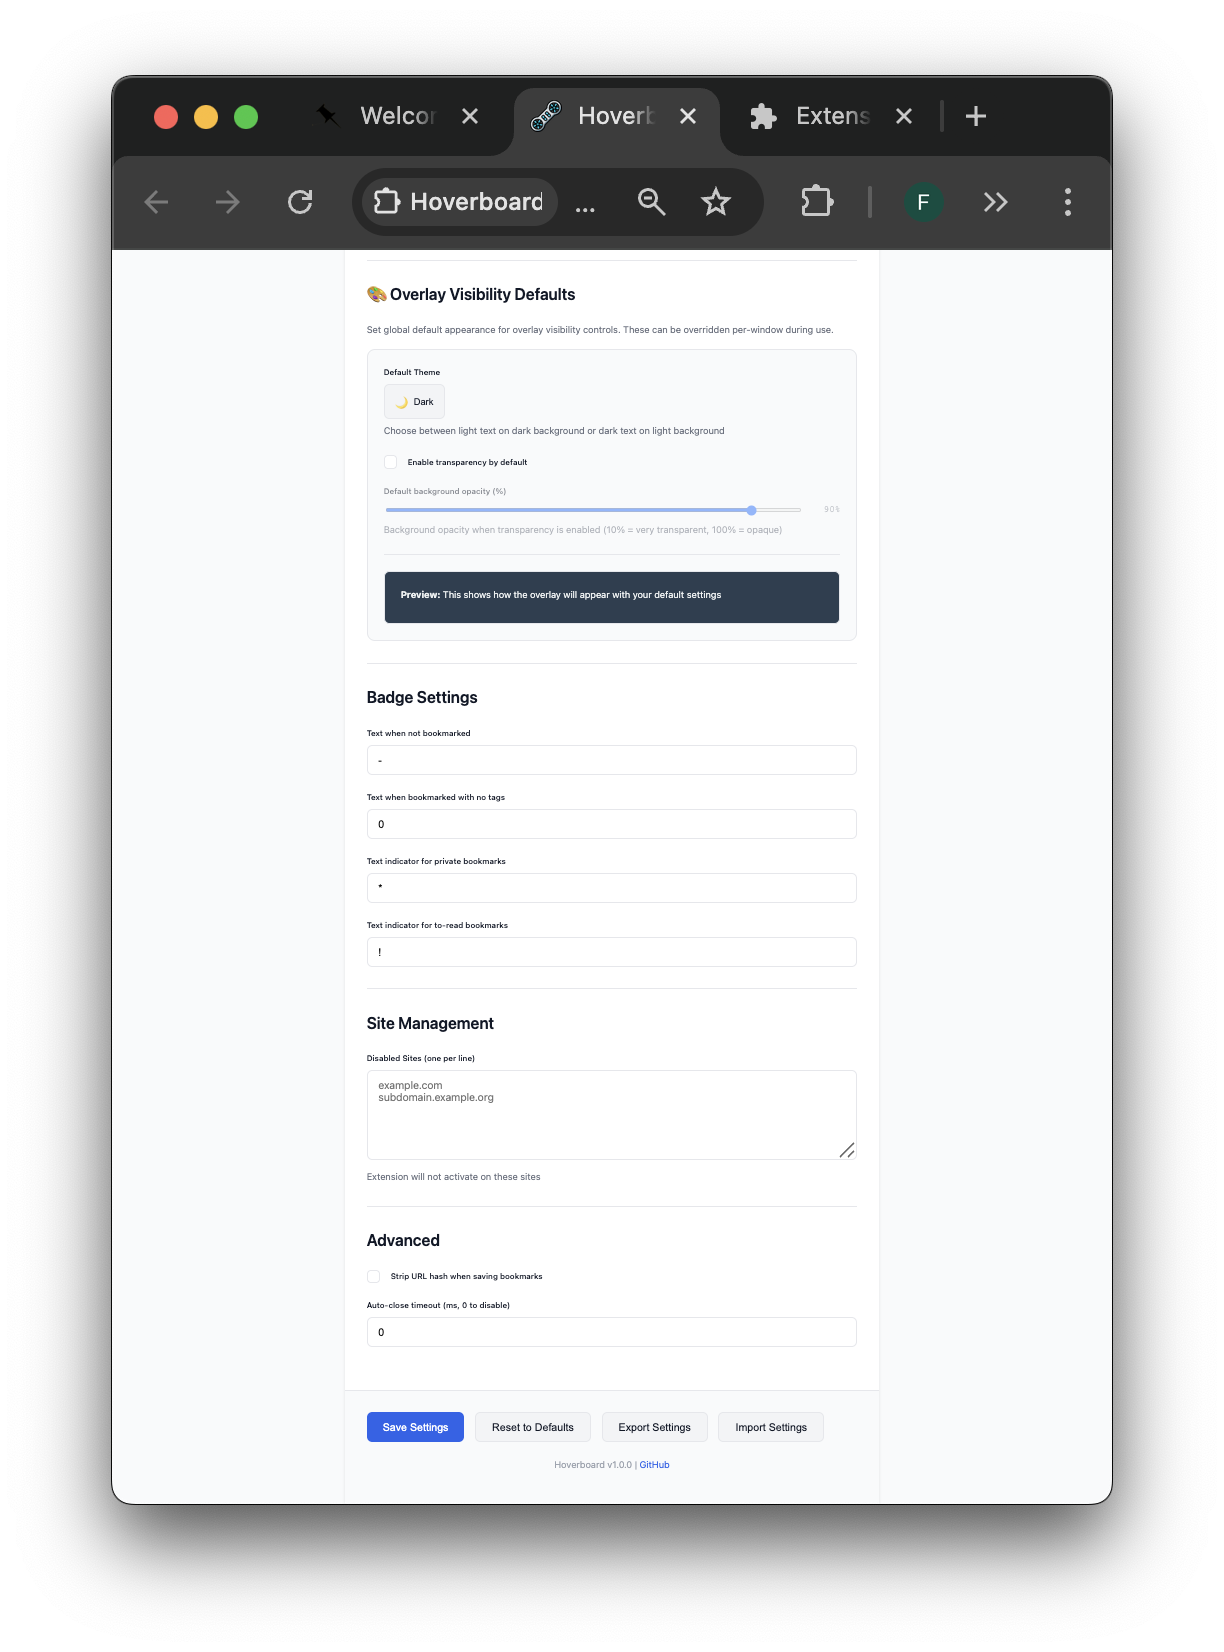 Welcor
Hoverb
Extens
Hoverboard
...
F
Overlay Visibility Defaults
Set global default appearance for overlay visibility controls. These can be overridden per-window during use.
Default Theme
Dark
Choose between light text on dark background or dark text on light background
Enable transparency by default
Default background opacity (%)
90%
Background opacity when transparency is enabled (10% = very transparent, 100% = opaque)
Preview: This shows how the overlay will appear with your default settings
Badge Settings
Text when not bookmarked
-
Text when bookmarked with no tags
0
Text indicator for private bookmarks
*
Text indicator for to-read bookmarks
!
Site Management
Disabled Sites (one per line)
example.com
subdomain.example.org
Extension will not activate on these sites
Advanced
Strip URL hash when saving bookmarks
Auto-close timeout (ms, 0 to disable)
0
Save Settings
Reset to Defaults
Export Settings
Import Settings
Hoverboard v1.0.0 | GitHub